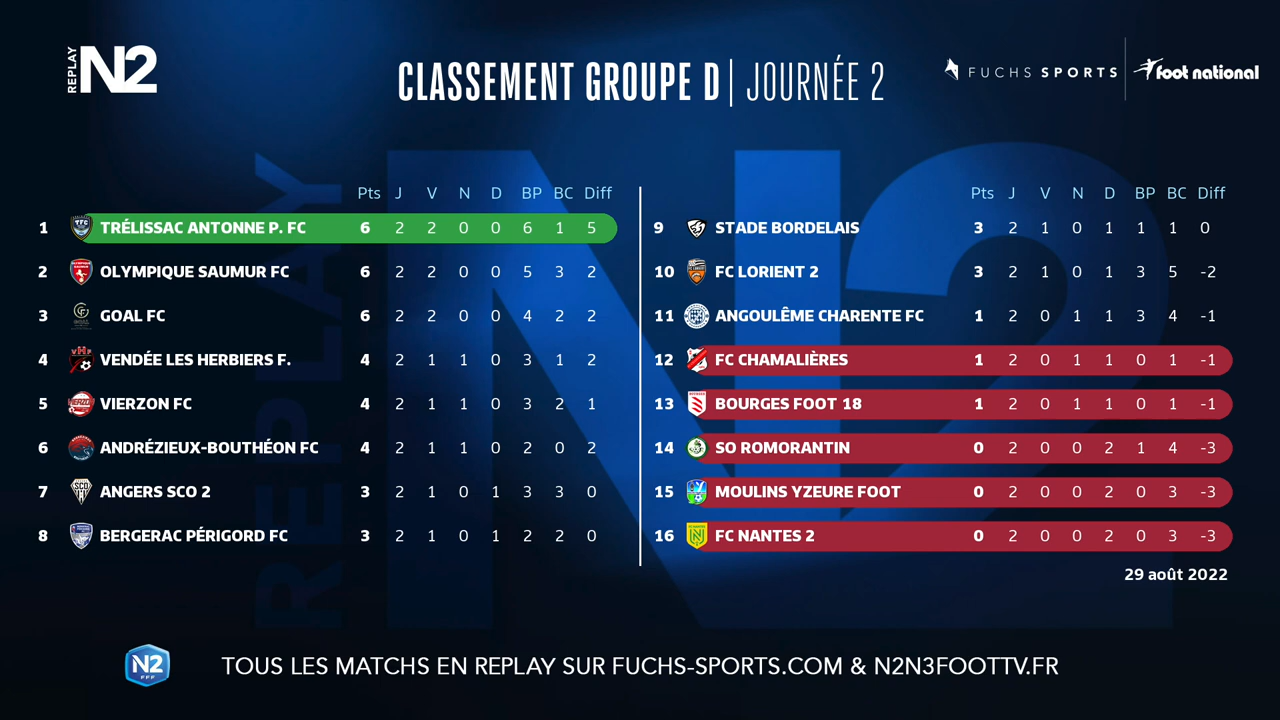 REPLAY N2
CLASSEMENT GROUPE D | JOURNÉE 2
FUCHS SPORTS
foot national
Pts J V N D BP BC Diff
1 TRÉLISSAC ANTONNE P. FC 6 2 2 0 0 6 1 5
2 OLYMPIQUE SAUMUR FC 6 2 2 0 0 5 3 2
3 GOAL FC 6 2 2 0 0 4 2 2
4 VENDÉE LES HERBIERS F. 4 2 1 1 0 3 1 2
5 VIERZON FC 4 2 1 1 0 3 2 1
6 ANDRÉZIEUX-BOUTHÉON FC 4 2 1 1 0 2 0 2
7 ANGERS SCO 2 3 2 1 0 1 3 3 0
8 BERGERAC PÉRIGORD FC 3 2 1 0 1 2 2 0
Pts J V N D BP BC Diff
9 STADE BORDELAIS 3 2 1 0 1 1 1 0
10 FC LORIENT 2 3 2 1 0 1 3 5 -2
11 ANGOULÊME CHARENTE FC 1 2 0 1 1 3 4 -1
12 FC CHAMALIÈRES 1 2 0 1 1 0 1 -1
13 BOURGES FOOT 18 1 2 0 1 1 0 1 -1
14 SO ROMORANTIN 0 2 0 0 2 1 4 -3
15 MOULINS YZEURE FOOT 0 2 0 0 2 0 3 -3
16 FC NANTES 2 0 2 0 0 2 0 3 -3
29 août 2022
REPLAY N2
N2
FFF
TOUS LES MATCHS EN REPLAY SUR FUCHS-SPORTS.COM & N2N3FOOTTV.FR